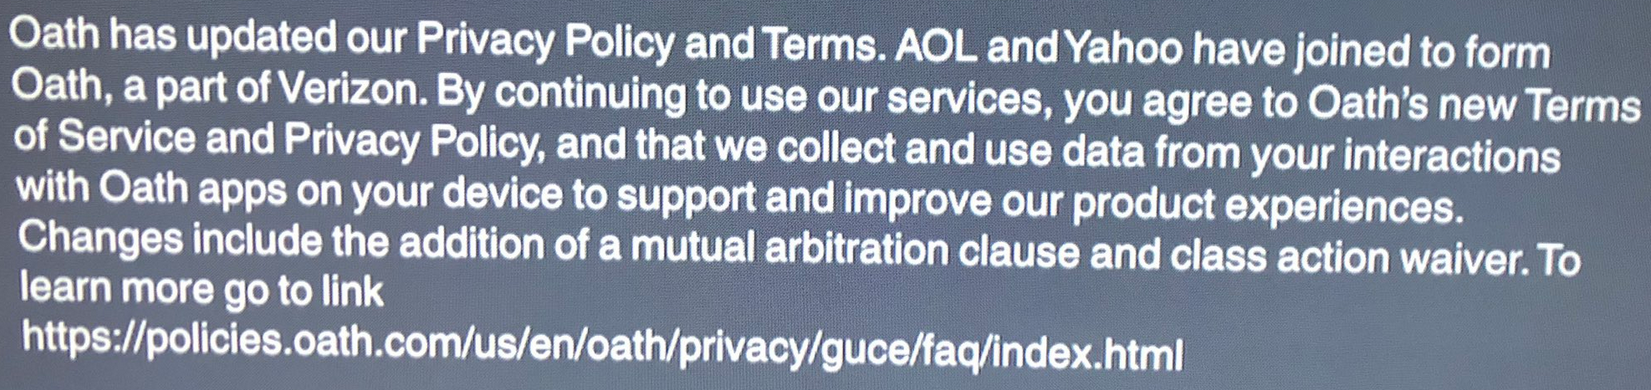 Oath has updated our Privacy Policy and Terms. AOL and Yahoo have joined to form
Oath, a part of Verizon. By continuing to use our services, you agree to Oath's new Terms
of Service and Privacy Policy, and that we collect and use data from your interactions
with Oath apps on your device to support and improve our product experiences.
Changes include the addition of a mutual arbitration clause and class action waiver. To
learn more go to link
https://policies.oath.com/us/en/oath/privacy/guce/faq/index.html